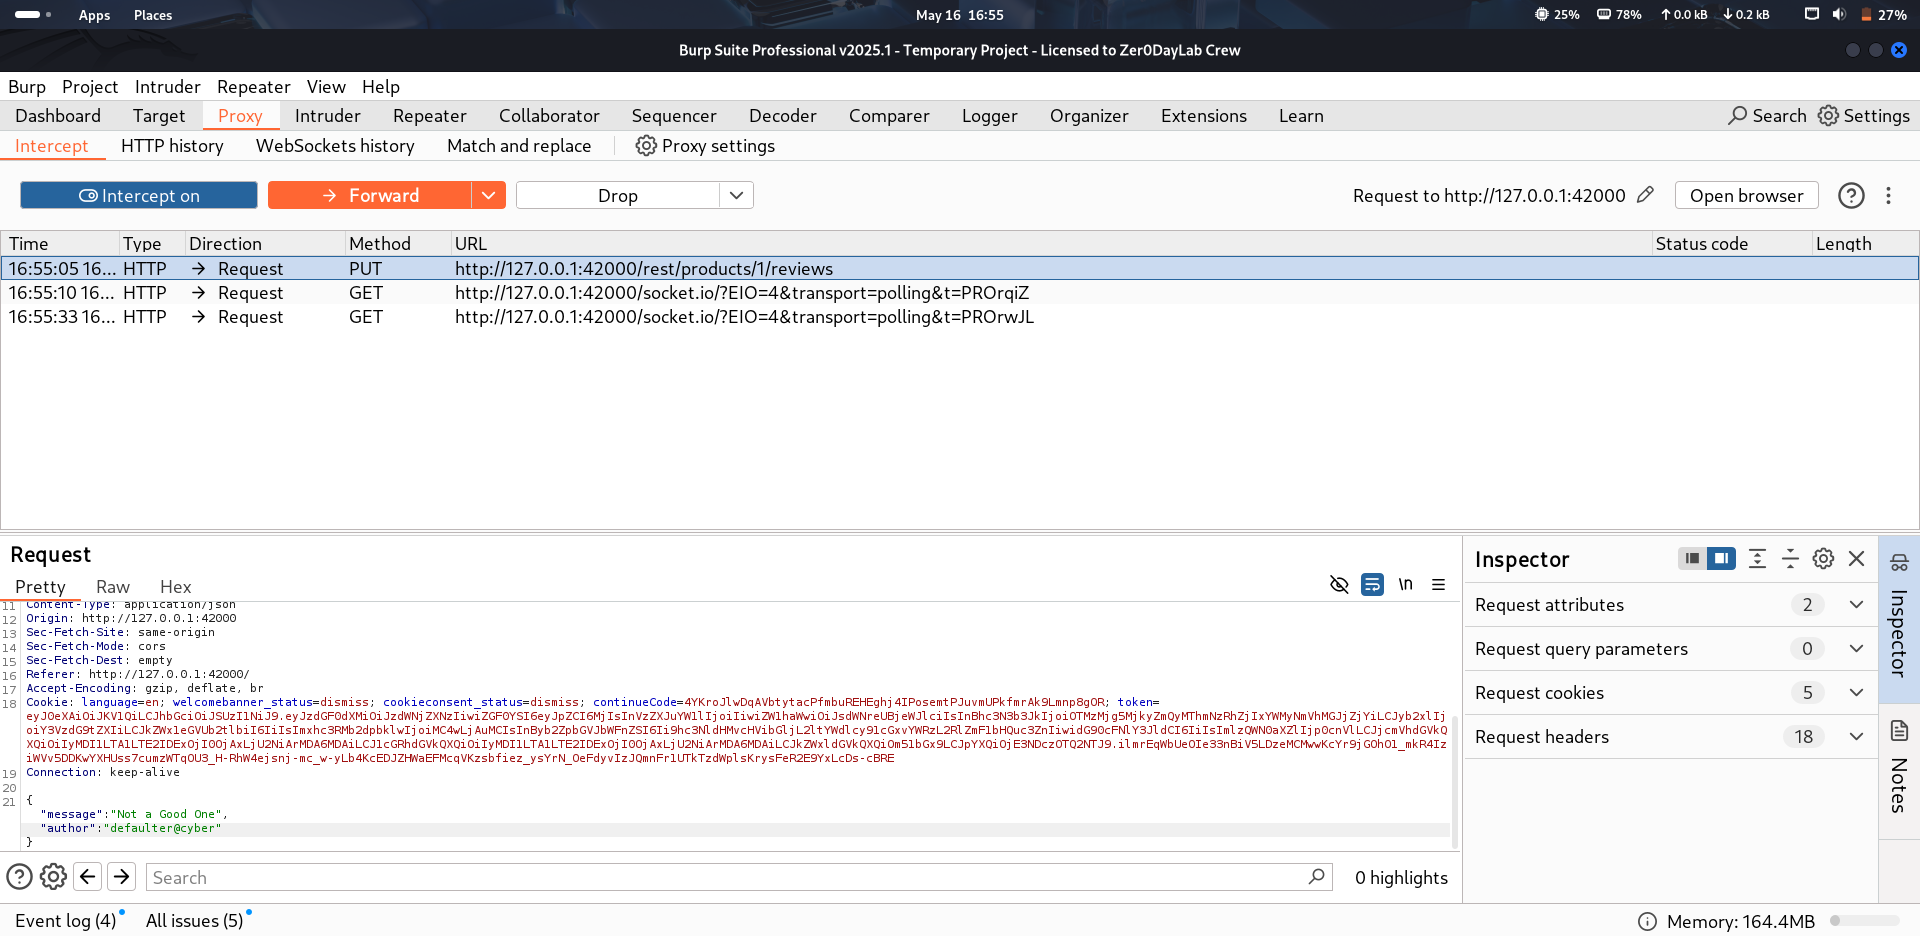 Apps Places May 16 16:55 25% 78% 0.0 kB 0.2 kB 27%
Burp Suite Professional v2025.1 - Temporary Project - Licensed to Zer0DayLab Crew
Burp Project Intruder Repeater View Help
Dashboard Target Proxy Intruder Repeater Collaborator Sequencer Decoder Comparer Logger Organizer Extensions Learn Search Settings
Intercept HTTP history WebSockets history Match and replace Proxy settings
Intercept on Forward Drop Request to http://127.0.0.1:42000 Open browser
Time Type Direction Method URL Status code Length
16:55:05 16... HTTP → Request PUT http://127.0.0.1:42000/rest/products/1/reviews
16:55:10 16... HTTP → Request GET http://127.0.0.1:42000/socket.io/?EIO=4&transport=polling&t=PROrqiZ
16:55:33 16... HTTP → Request GET http://127.0.0.1:42000/socket.io/?EIO=4&transport=polling&t=PROrwJL
Request
Pretty Raw Hex \n
11 Content-Type: application/json
12 Origin: http://127.0.0.1:42000
13 Sec-Fetch-Site: same-origin
14 Sec-Fetch-Mode: cors
15 Sec-Fetch-Dest: empty
16 Referer: http://127.0.0.1:42000/
17 Accept-Encoding: gzip, deflate, br
18 Cookie: language=en; welcomebanner_status=dismiss; cookieconsent_status=dismiss; continueCode=4YKroJlwDqAVbtytacPfmbuREHEghj4IPosemtPJuvmUPkfmrAk9Lmnp8gOR; token=
19 Connection: keep-alive
20
21 {
"message":"Not a Good One",
"author":"defaulter@cyber"
}
Search 0 highlights
Inspector
Request attributes 2
Request query parameters 0
Request cookies 5
Request headers 18
Inspector
Notes
Event log (4) All issues (5) Memory: 164.4MB